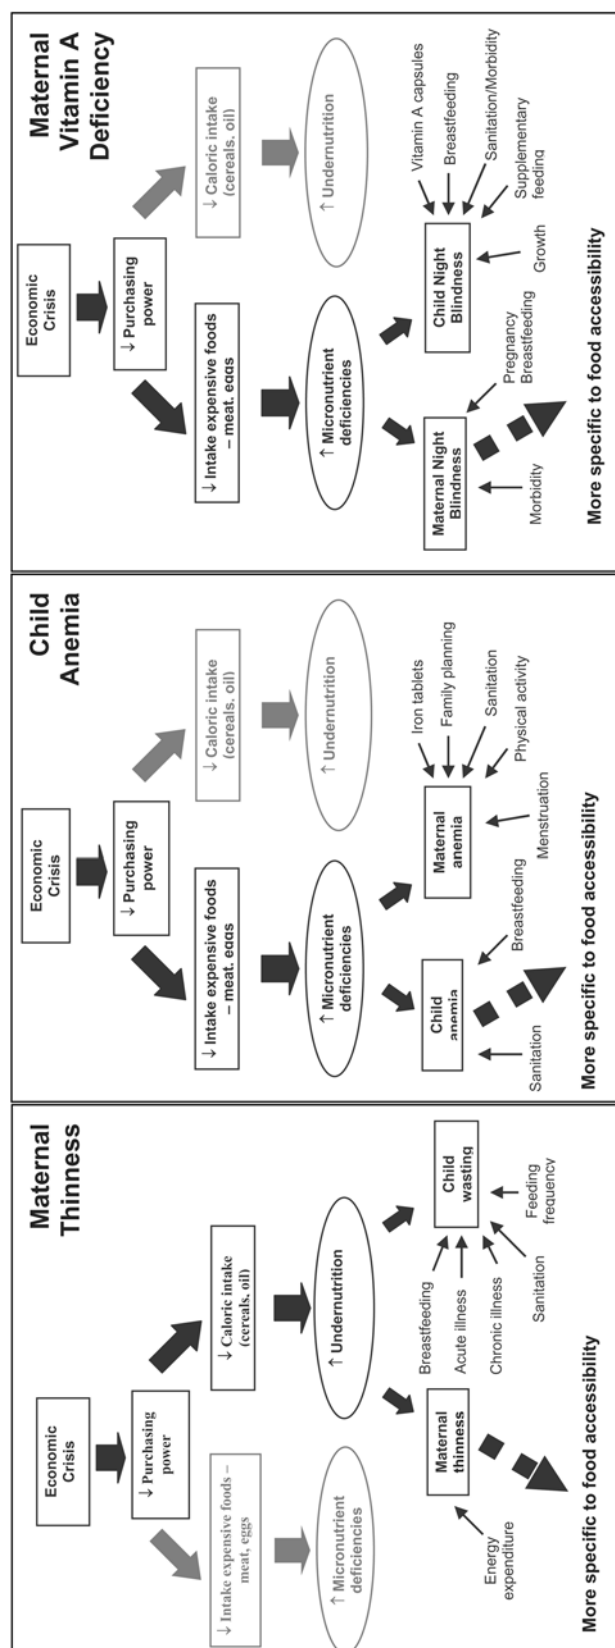 Maternal
Thinness
Economic
Crisis
↓ Purchasing
power
↓ Intake expensive foods –
meat, eggs
↓ Caloric intake
(cereals, oil)
↑ Micronutrient
deficiencies
↑ Undernutrition
Maternal
thinness
Child
wasting
Energy
expenditure
Breastfeeding
Acute illness
Chronic illness
Sanitation
Feeding
frequency
More specific to food accessibility
Child
Anemia
Economic
Crisis
↓ Purchasing
power
↓ Intake expensive foods
– meat, eggs
↓ Caloric intake
(cereals, oil)
↑ Micronutrient
deficiencies
↑ Undernutrition
Child
anemia
Maternal
anemia
Sanitation
Breastfeeding
Iron tablets
Family planning
Sanitation
Physical activity
Menstruation
More specific to food accessibility
Maternal
Vitamin A
Deficiency
Economic
Crisis
↓ Purchasing
power
↓ Intake expensive foods
– meat, eggs
↓ Caloric intake
(cereals, oil)
↑ Micronutrient
deficiencies
↑ Undernutrition
Maternal Night
Blindness
Child Night
Blindness
Morbidity
Pregnancy
Breastfeeding
Vitamin A capsules
Breastfeeding
Sanitation/Morbidity
Supplementary
feeding
Growth
More specific to food accessibility